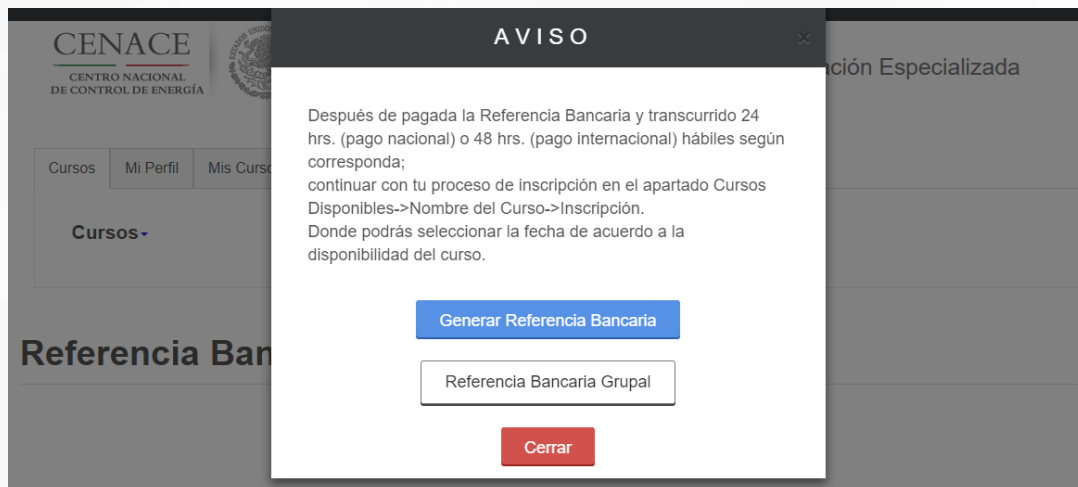 CENACE
CENTRO NACIONAL
DE CONTROL DE ENERGÍA
AVISO
ación Especializada
Después de pagada la Referencia Bancaria y transcurrido 24
hrs. (pago nacional) o 48 hrs. (pago internacional) hábiles según
corresponda;
continuar con tu proceso de inscripción en el apartado Cursos
Disponibles->Nombre del Curso->Inscripción.
Donde podrás seleccionar la fecha de acuerdo a la
disponibilidad del curso.
Cursos Mi Perfil Mis Curso
Cursos
Generar Referencia Bancaria
Referencia Ban
Referencia Bancaria Grupal
Cerrar